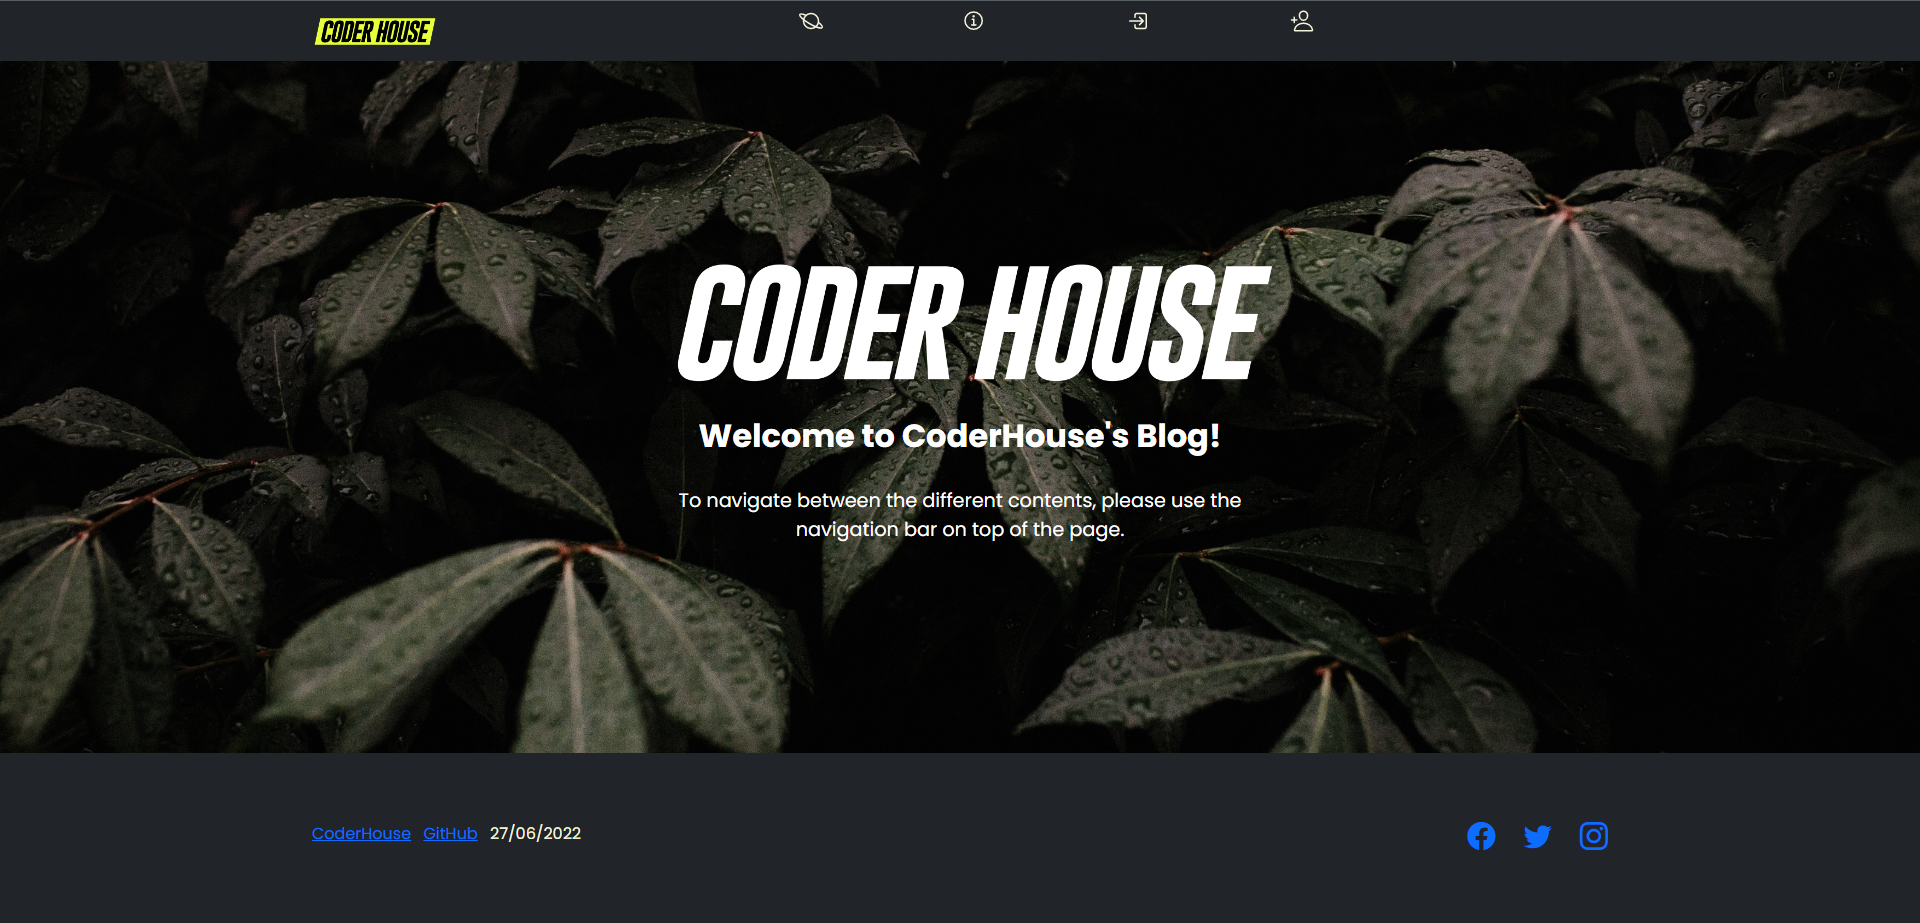 CODER HOUSE
CODER HOUSE
Welcome to CoderHouse's Blog!
To navigate between the different contents, please use the
navigation bar on top of the page.
CoderHouse GitHub 27/06/2022